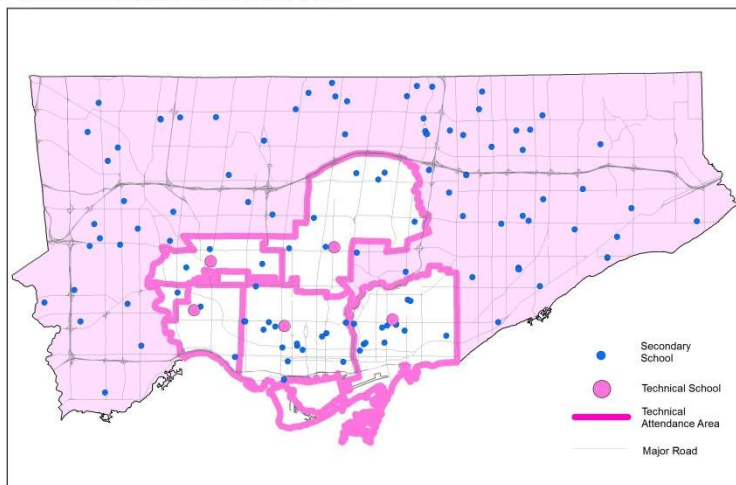 Secondary
School
Technical School
Technical
Attendance Area
Major Road